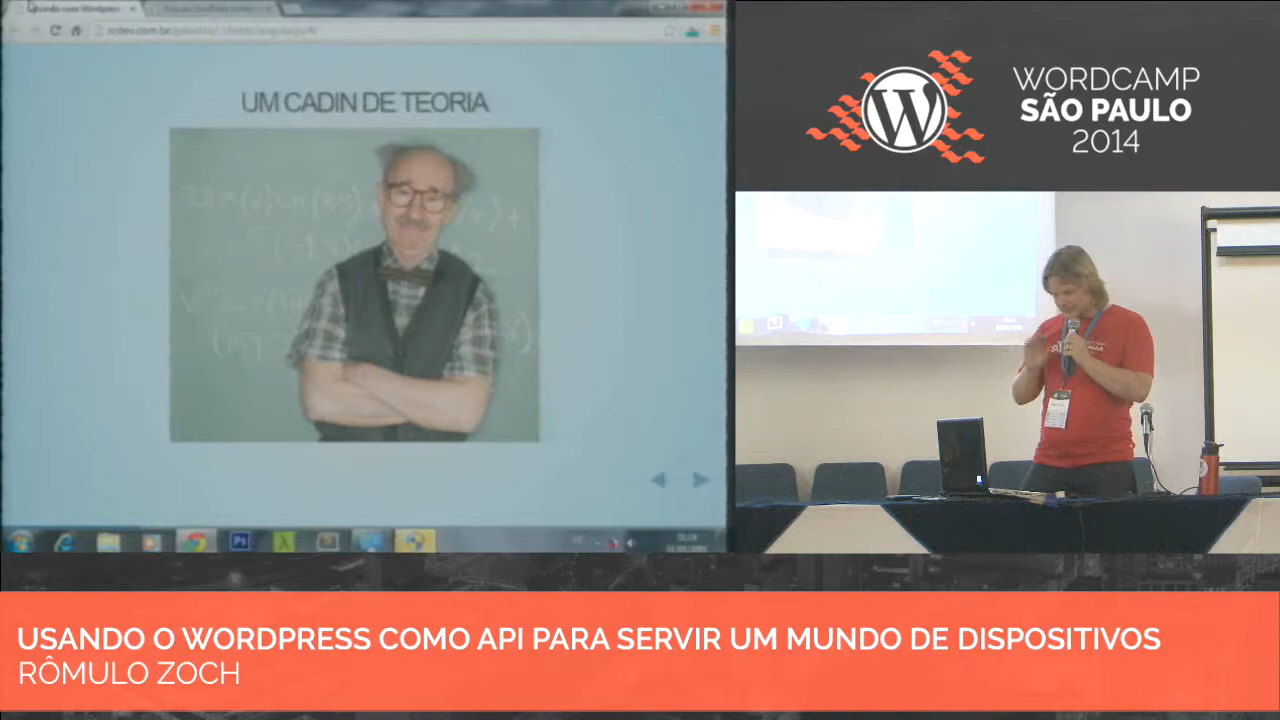 UM CADIN DE TEORIA
WORDCAMP
SÃO PAULO
2014
USANDO O WORDPRESS COMO API PARA SERVIR UM MUNDO DE DISPOSITIVOS
RÔMULO ZOCH